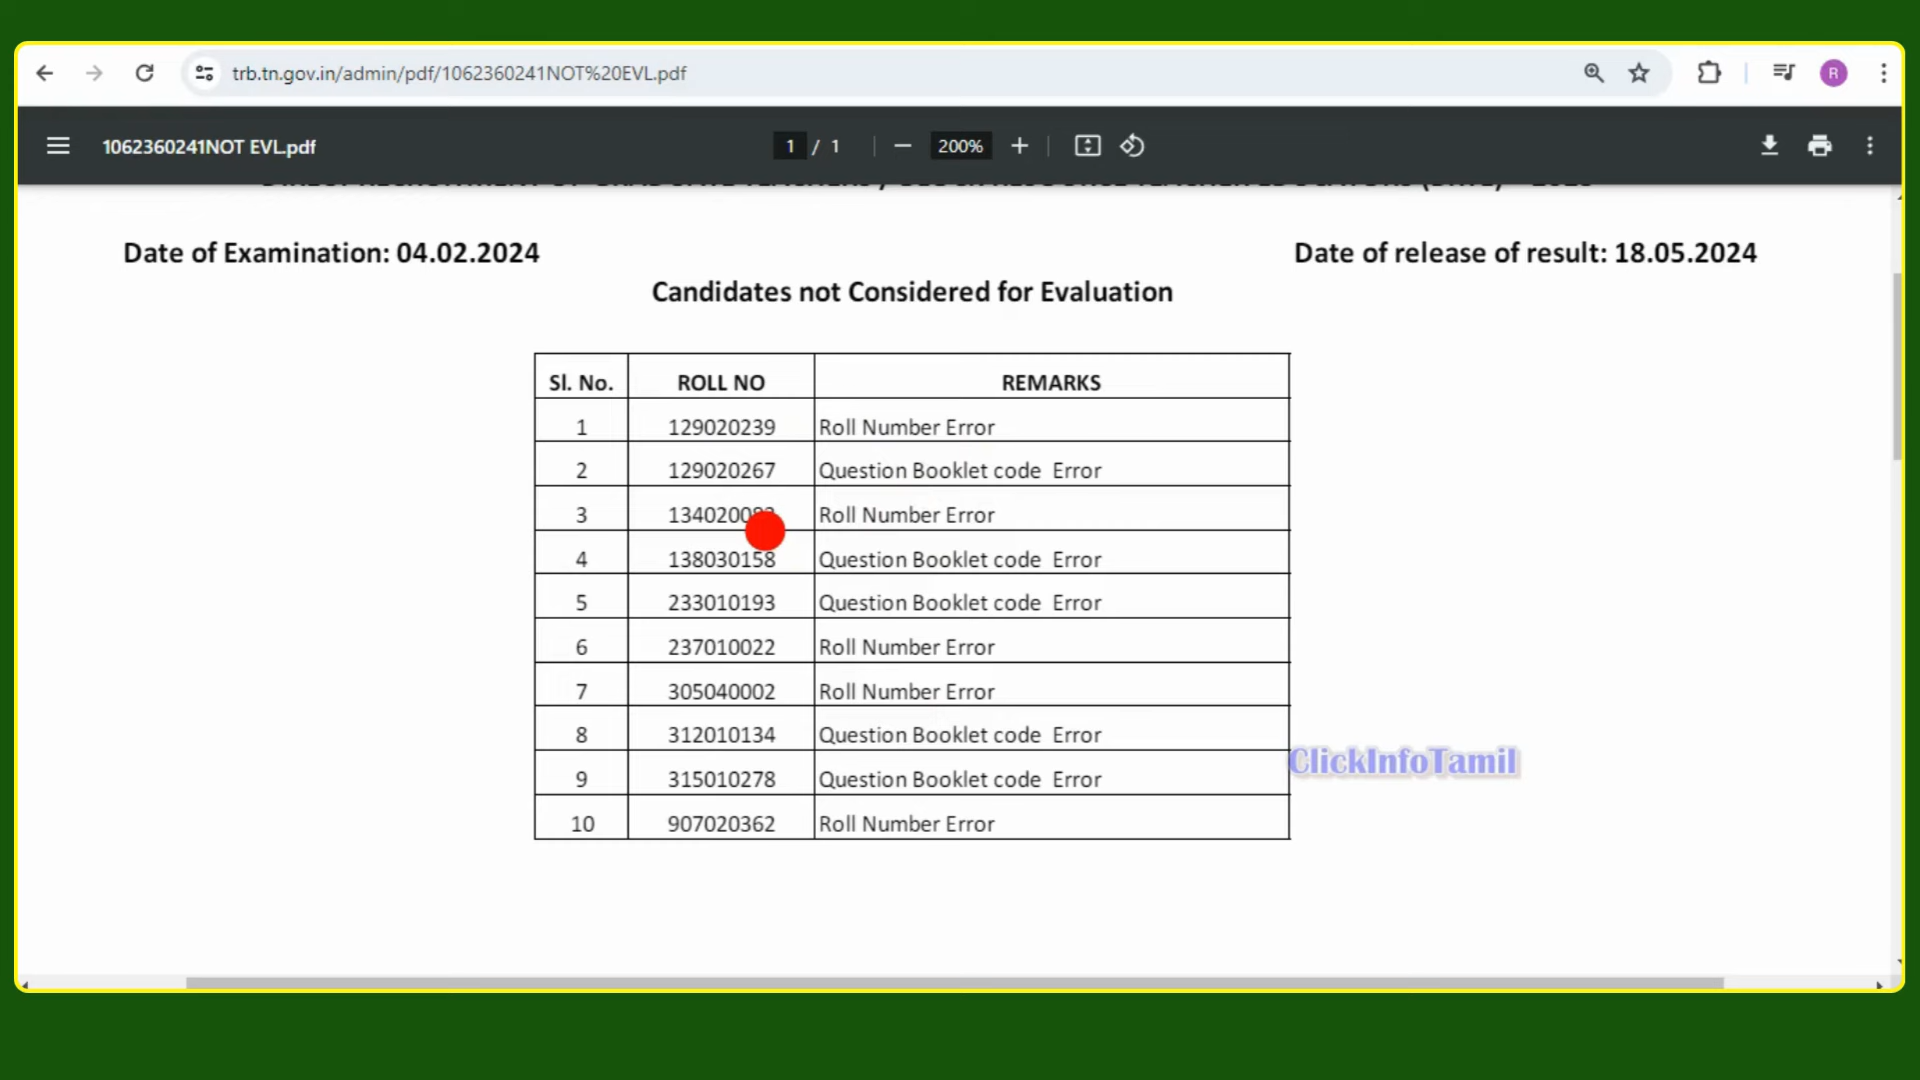 trb.tn.gov.in/admin/pdf/1062360241NOT%20EVL.pdf
R
1062360241NOT EVL.pdf
1 / 1
200%
Date of Examination: 04.02.2024
Date of release of result: 18.05.2024
Candidates not Considered for Evaluation
Sl. No. ROLL NO REMARKS
1 129020239 Roll Number Error
2 129020267 Question Booklet code Error
3 Roll Number Error
4 138030158 Question Booklet code Error
5 233010193 Question Booklet code Error
6 237010022 Roll Number Error
7 305040002 Roll Number Error
8 312010134 Question Booklet code Error
9 315010278 Question Booklet code Error
10 907020362 Roll Number Error
ClickInfoTamil